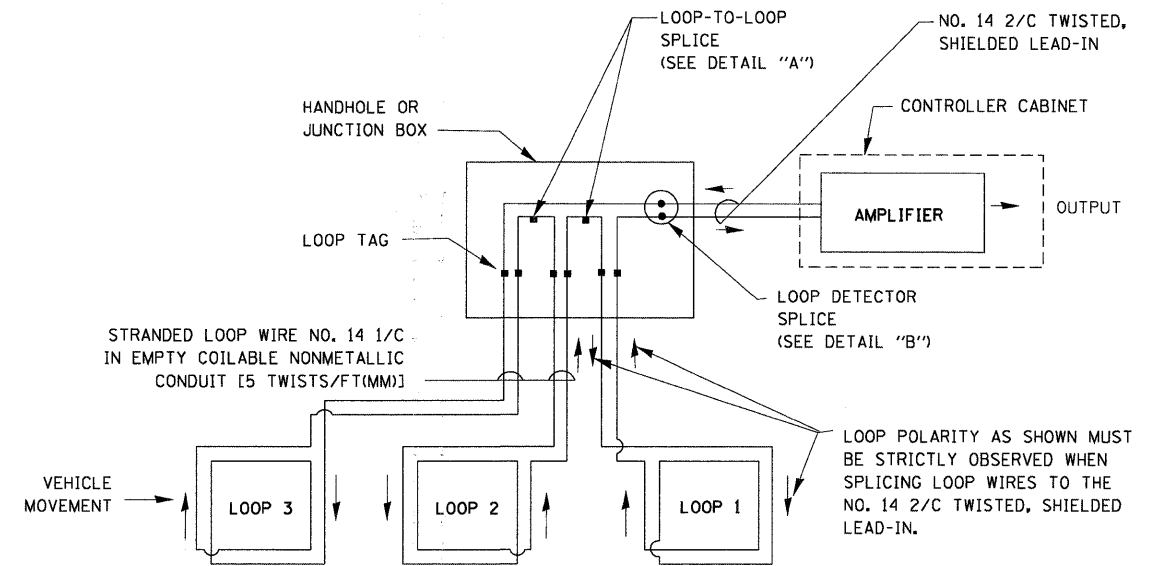 LOOP-TO-LOOP
SPLICE
(SEE DETAIL "A")
NO. 14 2/C TWISTED,
SHIELDED LEAD-IN
HANDHOLE OR
JUNCTION BOX
CONTROLLER CABINET
AMPLIFIER
OUTPUT
LOOP TAG
LOOP DETECTOR
SPLICE
(SEE DETAIL "B")
STRANDED LOOP WIRE NO. 14 1/C
IN EMPTY COILABLE NONMETALLIC
CONDUIT [5 TWISTS/FT(MM)]
LOOP POLARITY AS SHOWN MUST
BE STRICTLY OBSERVED WHEN
SPLICING LOOP WIRES TO THE
NO. 14 2/C TWISTED, SHIELDED
LEAD-IN.
VEHICLE
MOVEMENT
LOOP 3
LOOP 2
LOOP 1